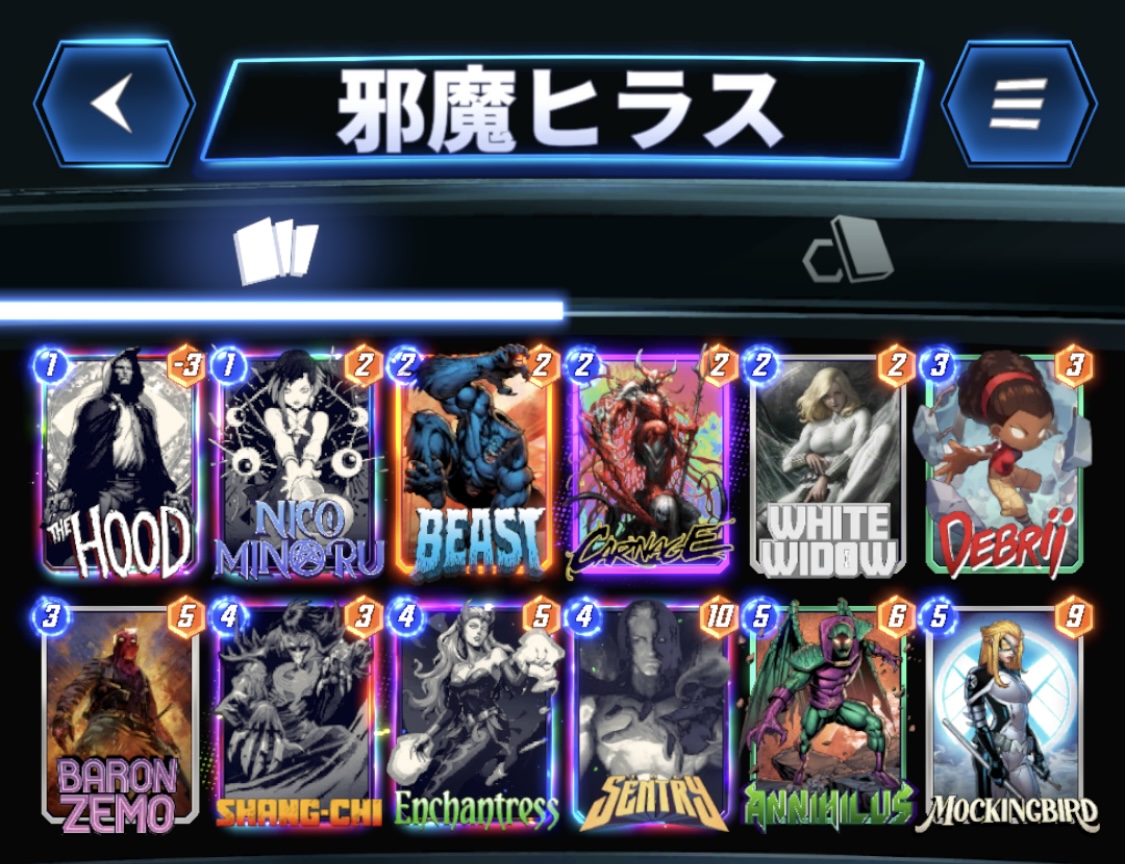 邪魔ヒラス
1 -3 1 2 2 2 2 2 2 2 3 3
THE HOOD
NICO MINORU
BEAST
CARNAGE
WHITE WIDOW
DEBRII
3 5 4 3 4 5 4 10 5 6 5 9
BARON ZEMO
SHANG-CHI
Enchantress
SENTRY
ANNIHILUS
MOCKINGBIRD